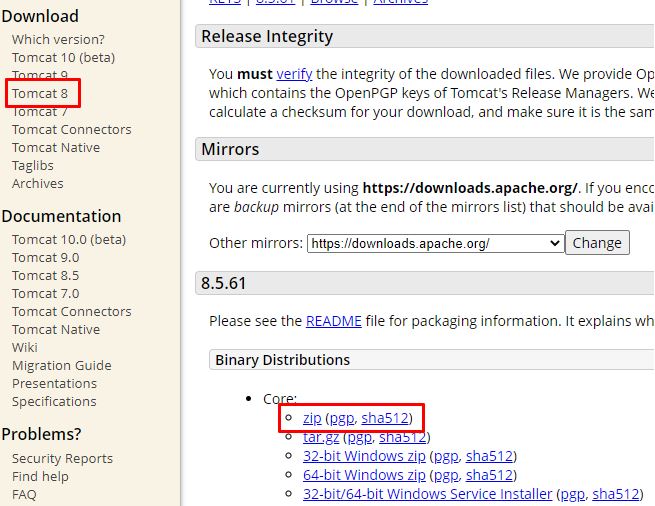 Download
Which version?
Tomcat 10 (beta)
Tomcat 9
Tomcat 8
Tomcat 7
Tomcat Connectors
Tomcat Native
Taglibs
Archives
Documentation
Tomcat 10.0 (beta)
Tomcat 9.0
Tomcat 8.5
Tomcat 7.0
Tomcat Connectors
Tomcat Native
Wiki
Migration Guide
Presentations
Specifications
Problems?
Security Reports
Find help
FAQ
KEYS | 8.5.61 | Browse | Archives
Release Integrity
You must verify the integrity of the downloaded files. We provide Op
which contains the OpenPGP keys of Tomcat's Release Managers. We
calculate a checksum for your download, and make sure it is the sam
Mirrors
You are currently using https://downloads.apache.org/. If you enco
are backup mirrors (at the end of the mirrors list) that should be avai
Other mirrors: https://downloads.apache.org/ Change
8.5.61
Please see the README file for packaging information. It explains wh
Binary Distributions
• Core:
◦ zip (pgp, sha512)
◦ tar.gz (pgp, sha512)
◦ 32-bit Windows zip (pgp, sha512)
◦ 64-bit Windows zip (pgp, sha512)
◦ 32-bit/64-bit Windows Service Installer (pgp, sha512)